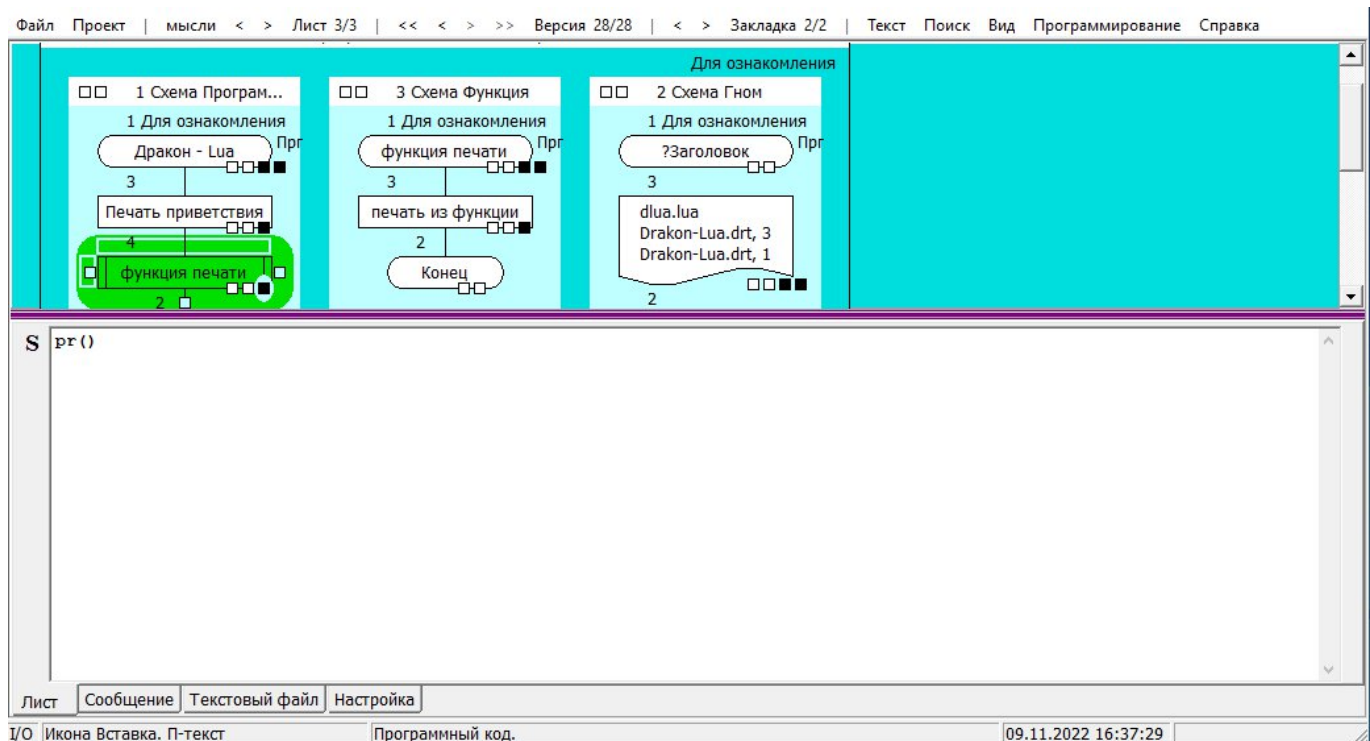 Файл Проект | мысли < > Лист 3/3 | << < > >> Версия 28/28 | < > Закладка 2/2 | Текст Поиск Вид Программирование Справка
Для ознакомления
1 Схема Програм...
1 Для ознакомления
Дракон - Lua
Прг
3
Печать приветствия
4
функция печати
2
3 Схема Функция
1 Для ознакомления
функция печати
Прг
3
печать из функции
2
Конец
2 Схема Гном
1 Для ознакомления
?Заголовок
Прг
3
dlua.lua
Drakon-Lua.drt, 3
Drakon-Lua.drt, 1
2
S pr()
Лист Сообщение Текстовый файл Настройка
I/O Икона Вставка. П-текст Программный код. 09.11.2022 16:37:29